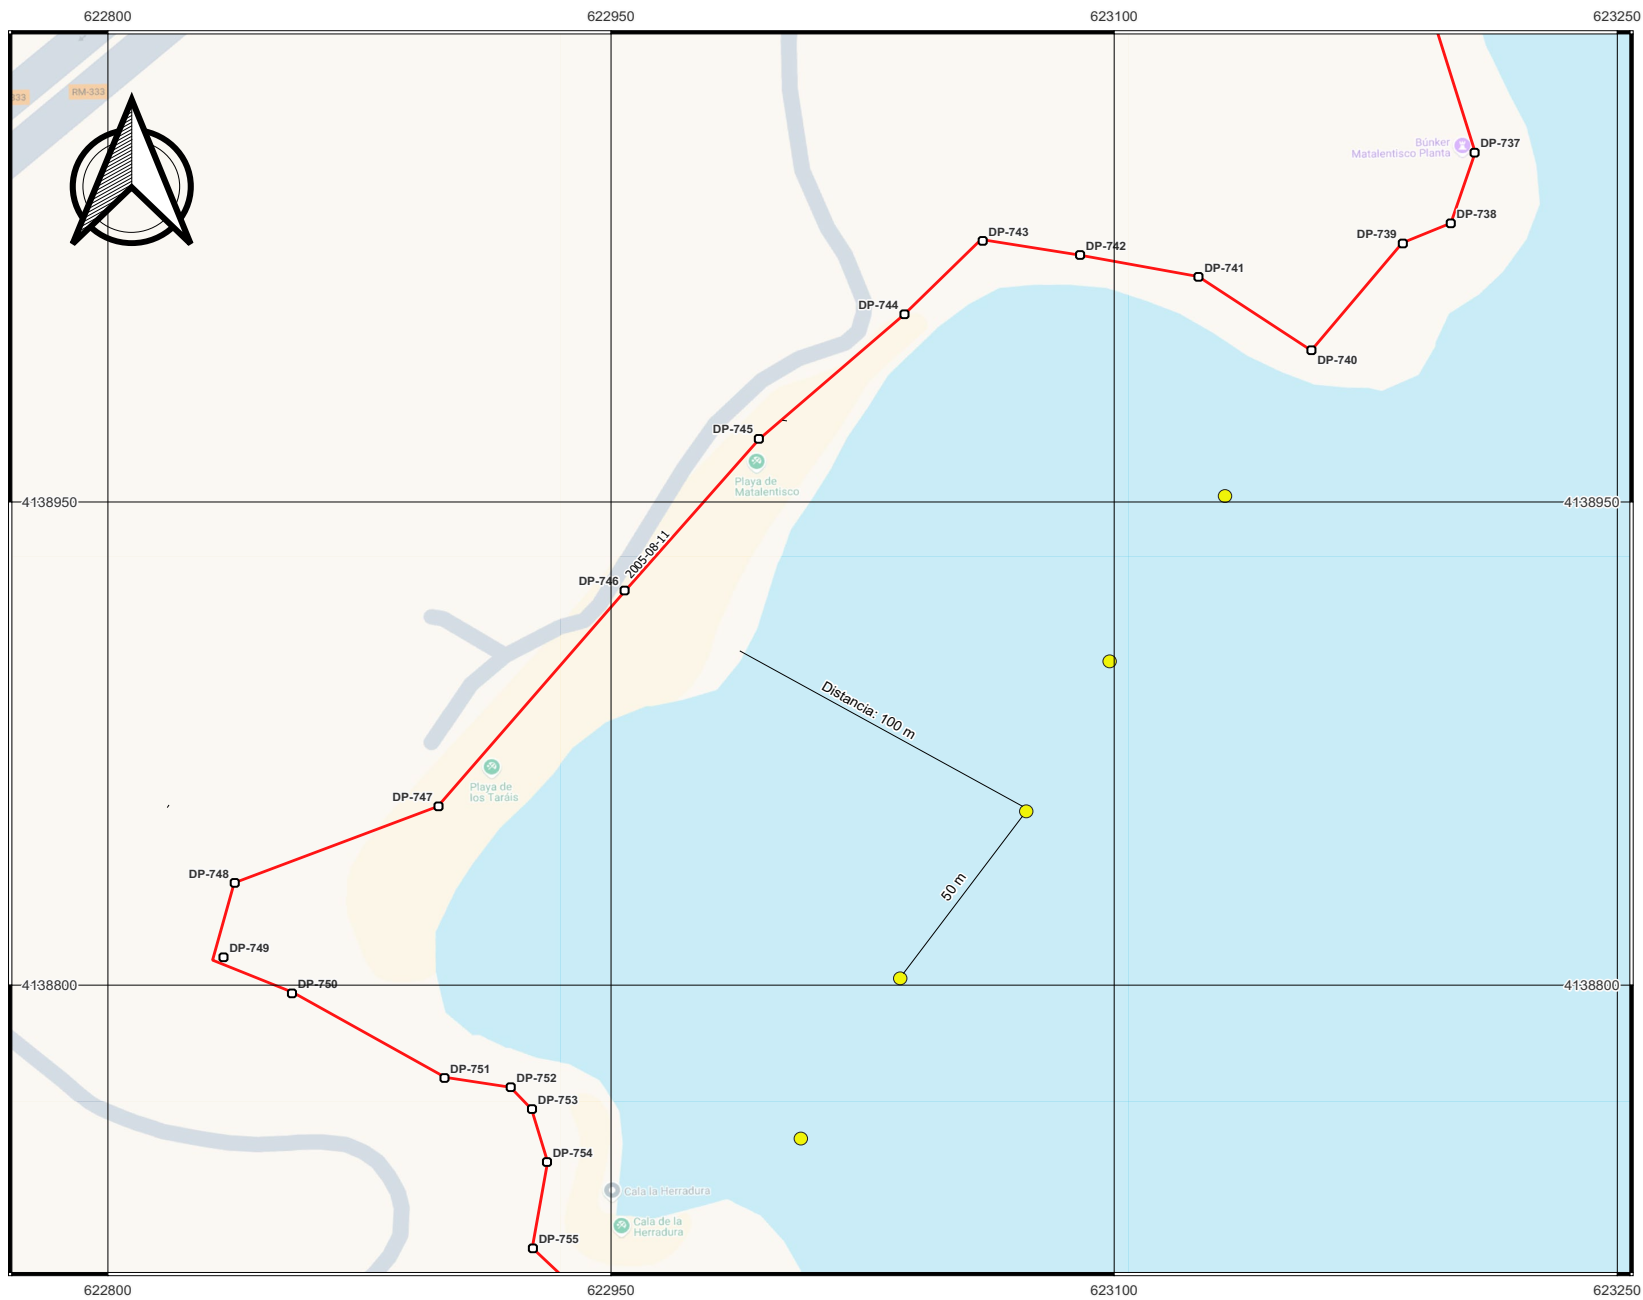 622800
622950
623100
623250
333
RM-333
Búnker
Matalentisco Planta
DP-737
DP-738
DP-739
DP-743
DP-742
DP-741
DP-744
DP-740
DP-745
Playa de
Matalentisco
4138950
4138950
2005-08-11
DP-746
Distancia: 100 m
Playa de
los Taráis
DP-747
DP-748
50 m
DP-749
DP-750
4138800
4138800
DP-751
DP-752
DP-753
DP-754
Cala la Herradura
Cala de la
Herradura
DP-755
622800
622950
623100
623250